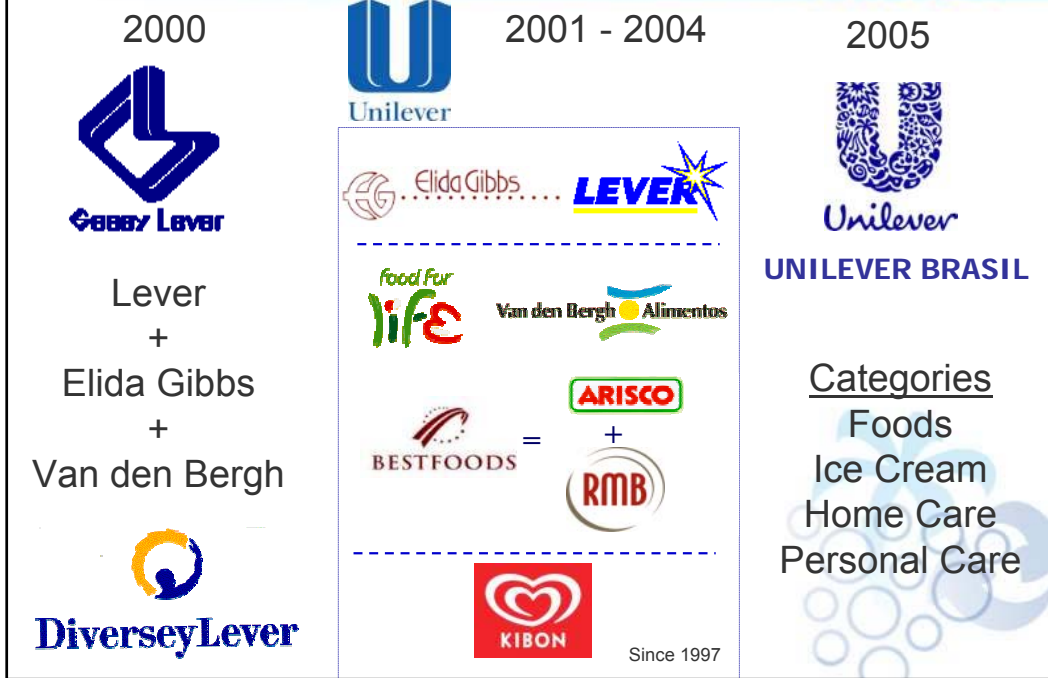 2000
Gessy Lever
Lever
+
Elida Gibbs
+
Van den Bergh
DiverseyLever
Unilever
2001 - 2004
EG Elida Gibbs
LEVER
food for
life
Van den Bergh Alimentos
BESTFOODS
=
ARISCO
+
RMB
KIBON
Since 1997
2005
Unilever
UNILEVER BRASIL
Categories
Foods
Ice Cream
Home Care
Personal Care